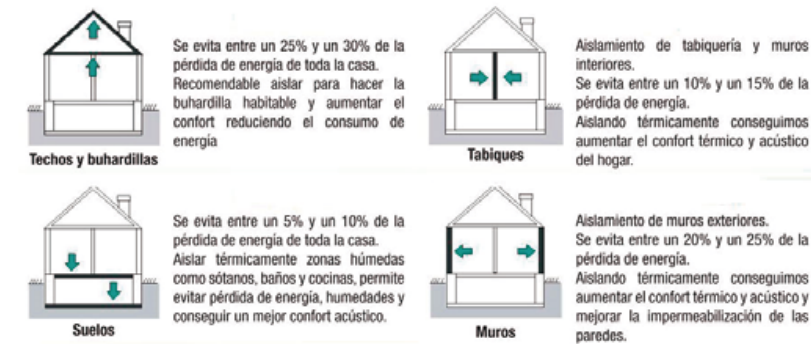 Se evita entre un 25% y un 30% de la
pérdida de energía de toda la casa.
Recomendable aislar para hacer la
buhardilla habitable y aumentar el
confort reduciendo el consumo de
energía
Techos y buhardillas
Aislamiento de tabiquería y muros
interiores.
Se evita entre un 10% y un 15% de la
pérdida de energía.
Aislando térmicamente conseguimos
aumentar el confort térmico y acústico
del hogar.
Tabiques
Se evita entre un 5% y un 10% de la
pérdida de energía de toda la casa.
Aislar térmicamente zonas húmedas
como sótanos, baños y cocinas, permite
evitar pérdida de energía, humedades y
conseguir un mejor confort acústico.
Suelos
Aislamiento de muros exteriores.
Se evita entre un 20% y un 25% de la
pérdida de energía.
Aislando térmicamente conseguimos
aumentar el confort térmico y acústico y
mejorar la impermeabilización de las
paredes.
Muros